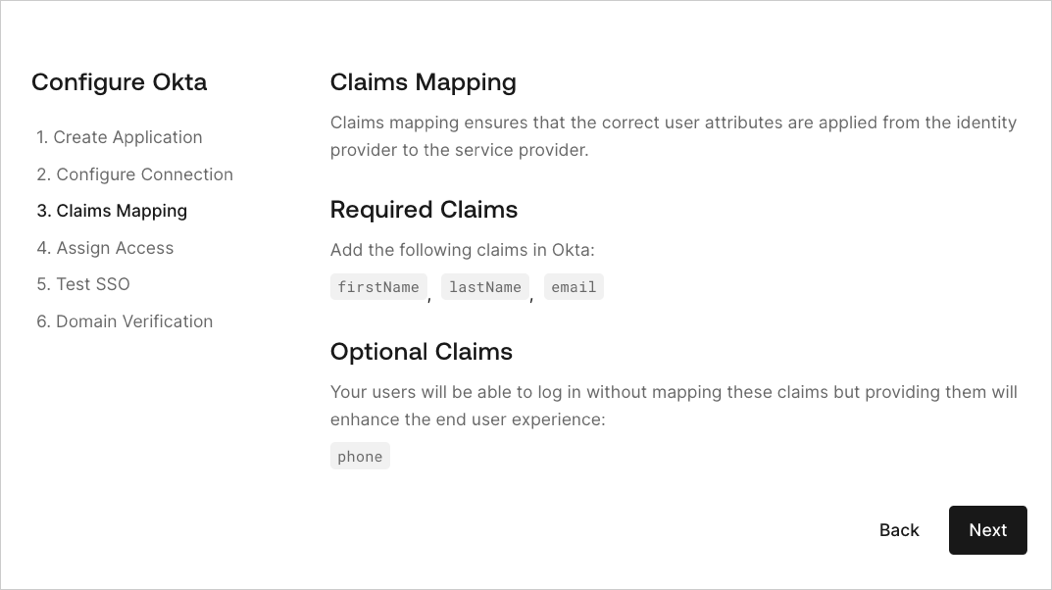 Configure Okta
1. Create Application
2. Configure Connection
3. Claims Mapping
4. Assign Access
5. Test SSO
6. Domain Verification
Claims Mapping
Claims mapping ensures that the correct user attributes are applied from the identity
provider to the service provider.
Required Claims
Add the following claims in Okta:
firstName, lastName, email
Optional Claims
Your users will be able to log in without mapping these claims but providing them will
enhance the end user experience:
phone
Back Next